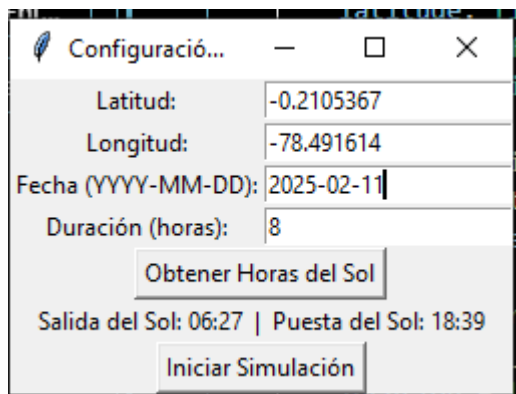 latitude.
Configuració...
Latitud: -0.2105367
Longitud: -78.491614
Fecha (YYYY-MM-DD): 2025-02-11
Duración (horas): 8
Obtener Horas del Sol
Salida del Sol: 06:27 | Puesta del Sol: 18:39
Iniciar Simulación